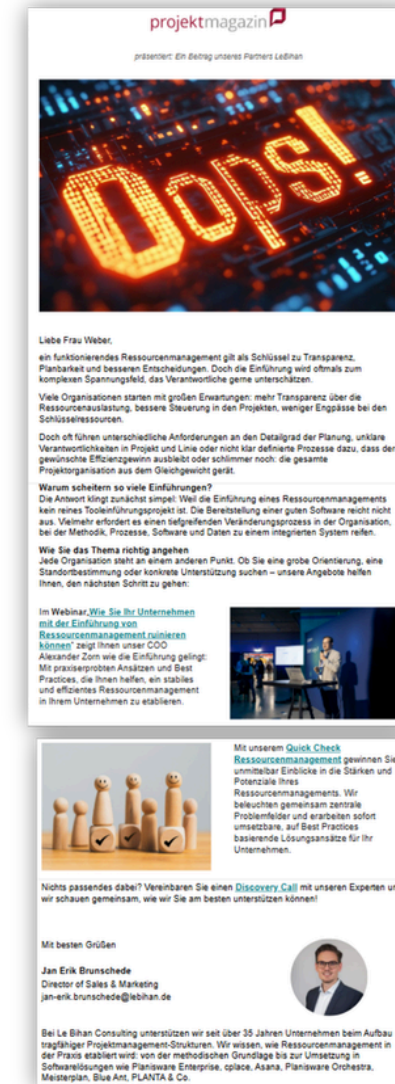 projektmagazin
präsentiert: Ein Beitrag unseres Partners LeBihan
Oops!
Liebe Frau Weber,
ein funktionierendes Ressourcenmanagement gilt als Schlüssel zu Transparenz,
Planbarkeit und besseren Entscheidungen. Doch die Einführung wird oftmals zum
komplexen Spannungsfeld, das Verantwortliche gerne unterschätzen.
Viele Organisationen starten mit großen Erwartungen: mehr Transparenz über die
Ressourcenauslastung, bessere Steuerung in den Projekten, weniger Engpässe bei den
Schlüsselressourcen.
Doch oft führen unterschiedliche Anforderungen an den Detailgrad der Planung, unklare
Verantwortlichkeiten in Projekt und Linie oder nicht klar definierte Prozesse dazu, dass der
gewünschte Effizienzgewinn ausbleibt oder schlimmer noch: die gesamte
Projektorganisation aus dem Gleichgewicht gerät.
Warum scheitern so viele Einführungen?
Die Antwort klingt zunächst simpel: Weil die Einführung eines Ressourcenmanagements
kein reines Tooleinführungsprojekt ist. Die Bereitstellung einer guten Software reicht nicht
aus. Vielmehr erfordert es einen tiefgreifenden Veränderungsprozess in der Organisation,
bei der Methodik, Prozesse, Software und Daten zu einem integrierten System reifen.
Wie Sie das Thema richtig angehen
Jede Organisation steht an einem anderen Punkt. Ob Sie eine grobe Orientierung, eine
Standortbestimmung oder konkrete Unterstützung suchen – unsere Angebote helfen
Ihnen, den nächsten Schritt zu gehen:
Im Webinar „Wie Sie Ihr Unternehmen
mit der Einführung von
Ressourcenmanagement ruinieren
können“ zeigt Ihnen unser COO
Alexander Zorn wie die Einführung gelingt:
Mit praxiserprobten Ansätzen und Best
Practices, die Ihnen helfen, ein stabiles
und effizientes Ressourcenmanagement
in Ihrem Unternehmen zu etablieren.
Mit unserem Quick Check
Ressourcenmanagement gewinnen Sie
unmittelbar Einblicke in die Stärken und
Potenziale Ihres
Ressourcenmanagements. Wir
beleuchten gemeinsam zentrale
Problemfelder und erarbeiten sofort
umsetzbare, auf Best Practices
basierende Lösungsansätze für Ihr
Unternehmen.
Nichts passendes dabei? Vereinbaren Sie einen Discovery Call mit unseren Experten un
wir schauen gemeinsam, wie wir Sie am besten unterstützen können!
Mit besten Grüßen
Jan Erik Brunschede
Director of Sales & Marketing
jan-erik.brunschede@lebihan.de
Bei Le Bihan Consulting unterstützen wir seit über 35 Jahren Unternehmen beim Aufbau
tragfähiger Projektmanagement-Strukturen. Wir wissen, wie Ressourcenmanagement in
der Praxis etabliert wird: von der methodischen Grundlage bis zur Umsetzung in
Softwarelösungen wie Planisware Enterprise, cplace, Asana, Planisware Orchestra,
Meisterplan, Blue Ant, PLANTA & Co.